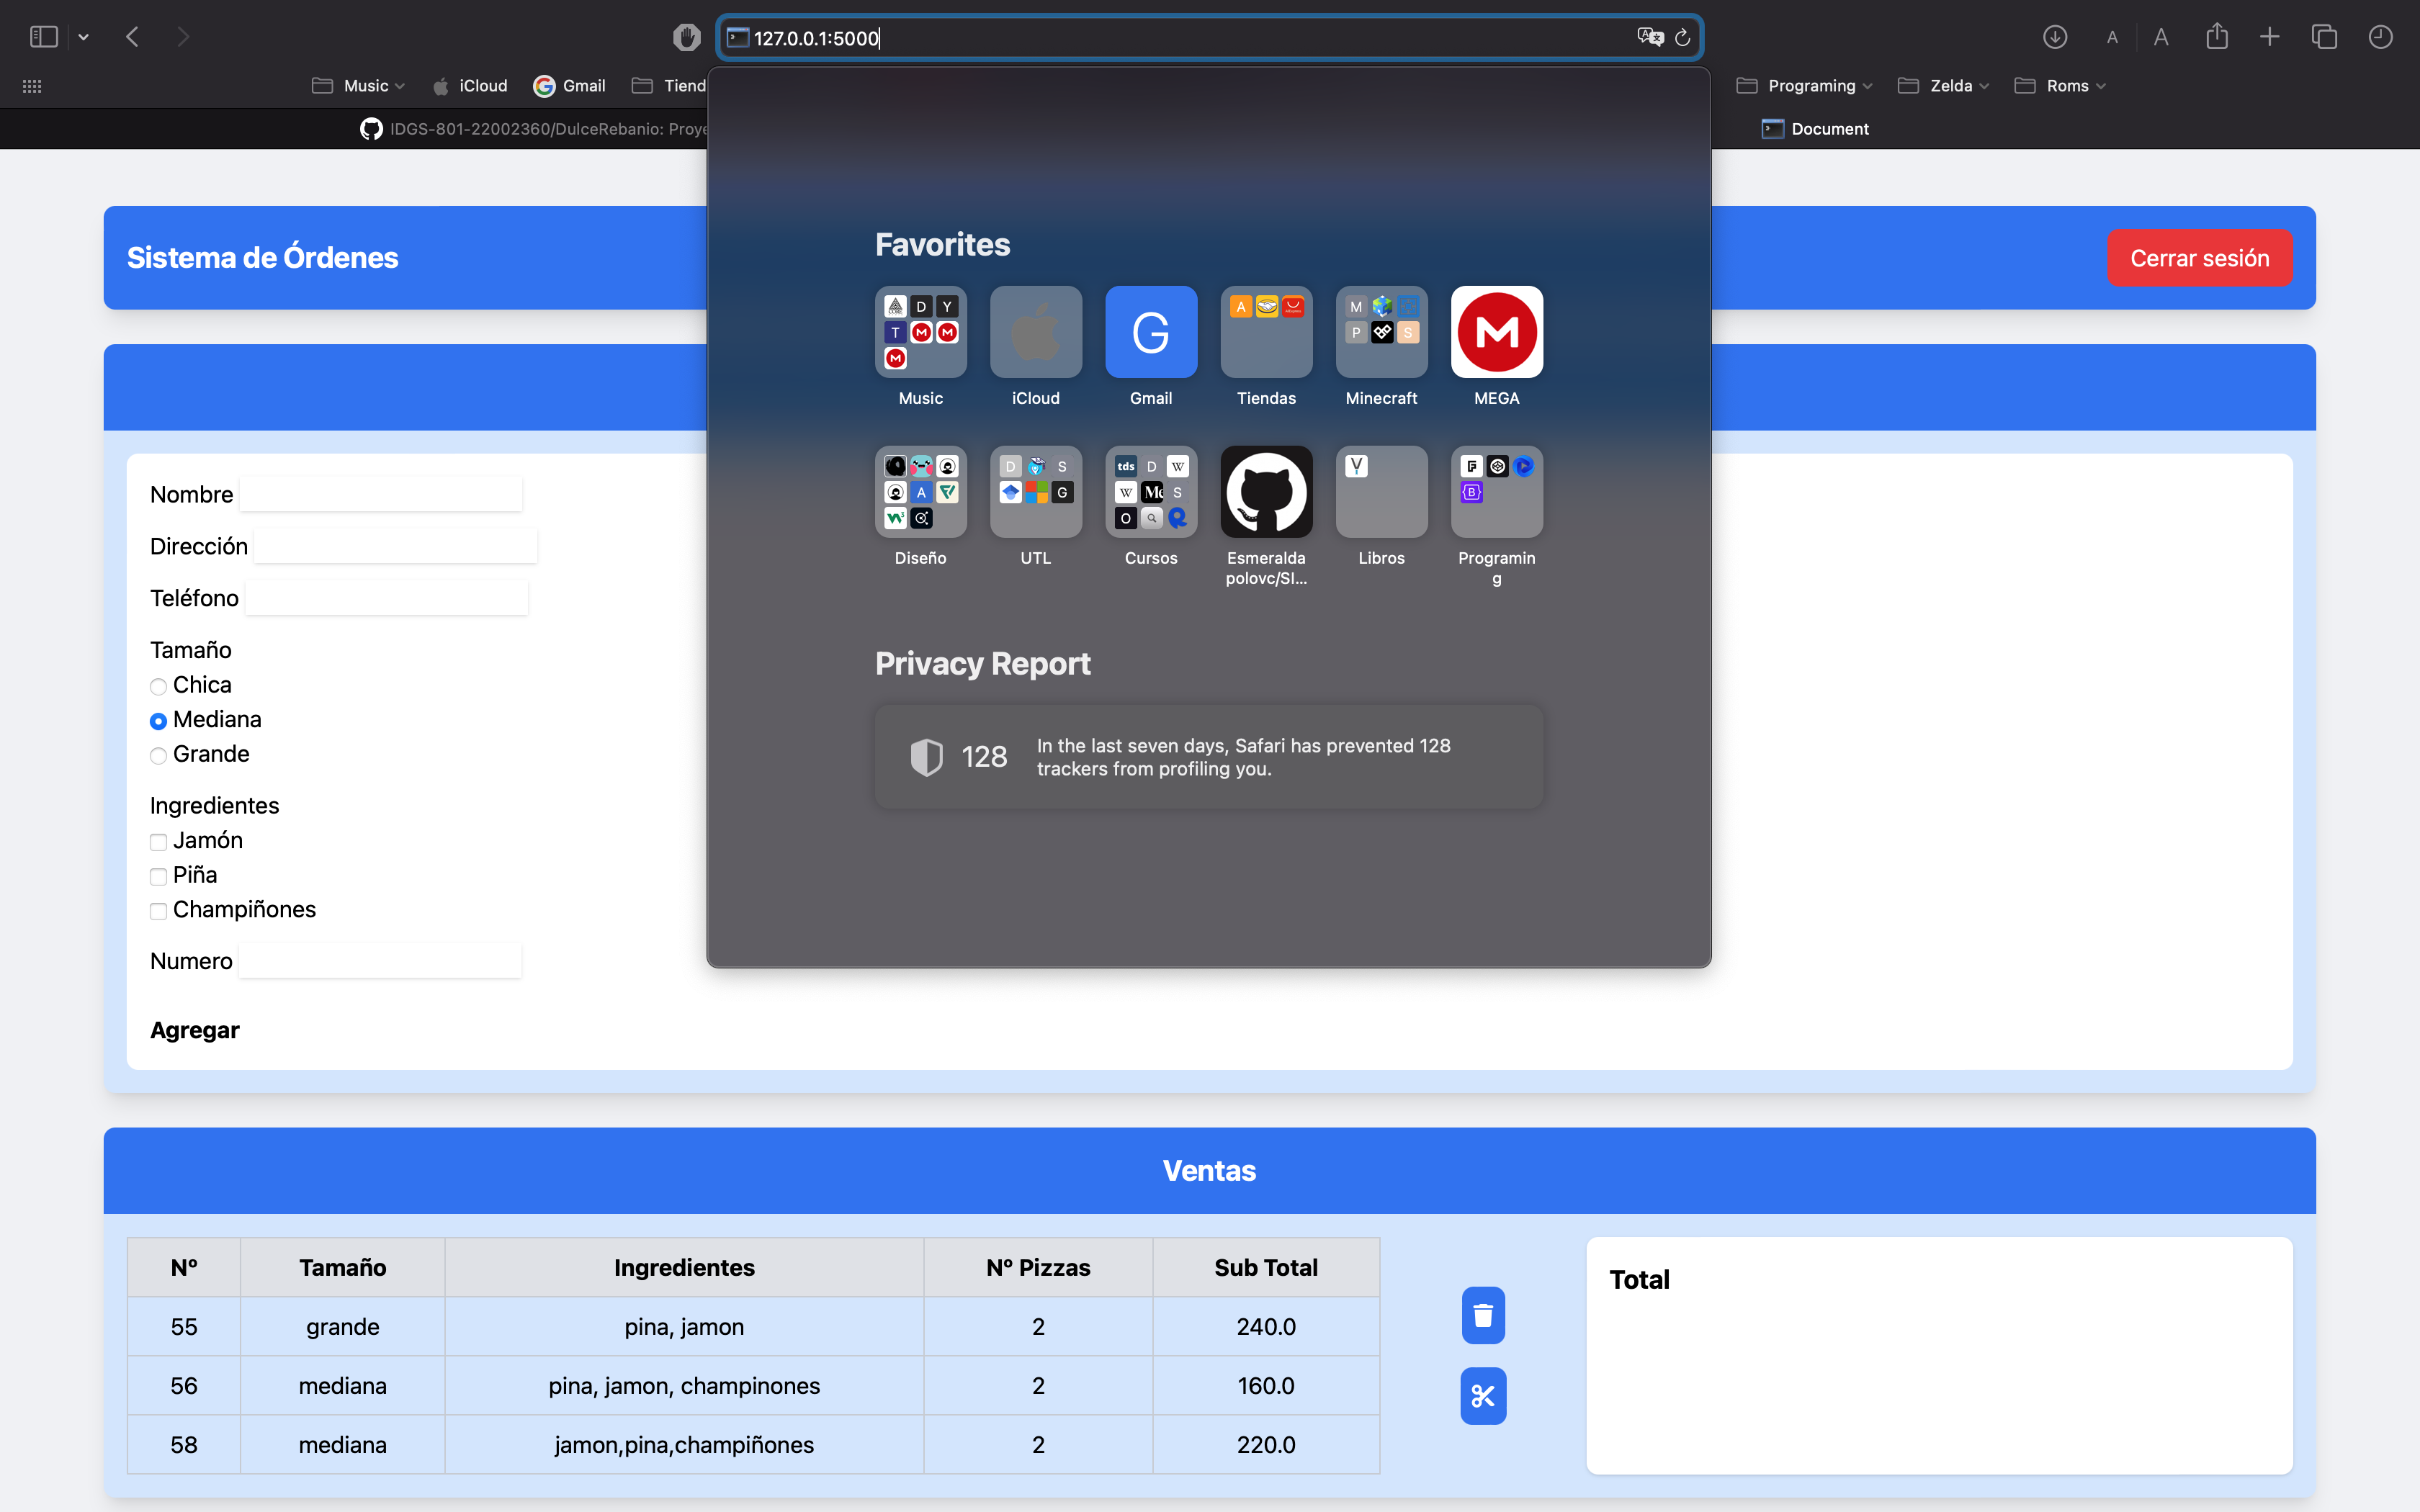 127.0.0.1:5000
Music
iCloud
Gmail
Tiend
Programing
Zelda
Roms
IDGS-801-22002360/DulceRebanio: Proye
Document
Sistema de Órdenes
Cerrar sesión
Favorites
Music
iCloud
Gmail
Tiendas
Minecraft
MEGA
Diseño
UTL
Cursos
Esmeralda
polovc/SI...
Libros
Programin
g
Privacy Report
128
In the last seven days, Safari has prevented 128
trackers from profiling you.
Nombre
Dirección
Teléfono
Tamaño
Chica
Mediana
Grande
Ingredientes
Jamón
Piña
Champiñones
Numero
Agregar
Ventas
Nº Tamaño Ingredientes Nº Pizzas Sub Total
55 grande pina, jamon 2 240.0
56 mediana pina, jamon, champinones 2 160.0
58 mediana jamon,pina,champiñones 2 220.0
Total